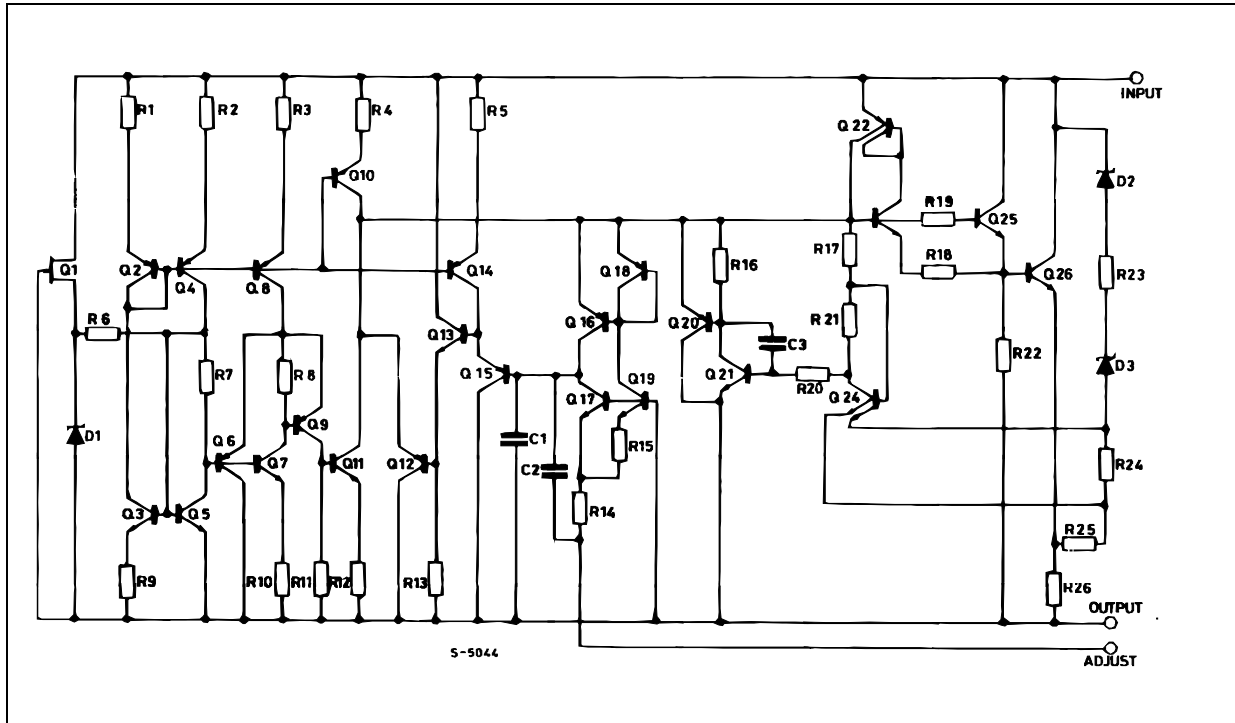 INPUT
R1 R2 R3 R4 R5
Q22
Q10
D2
R19 Q25
R17
R18
Q1 Q2 Q4 Q8 Q14 Q18 R16 Q26 R23
R6 Q13 Q16 Q20 C3 R21
R7 R8 Q15 Q17 Q19 Q21 R20 Q24 R22 D3
D1 Q6 Q9 C1 R15
Q7 Q11 Q12 C2 R24
Q3 Q5 R14
R25
R9 R10 R11 R12 R13 R26
OUTPUT
S-5044
ADJUST